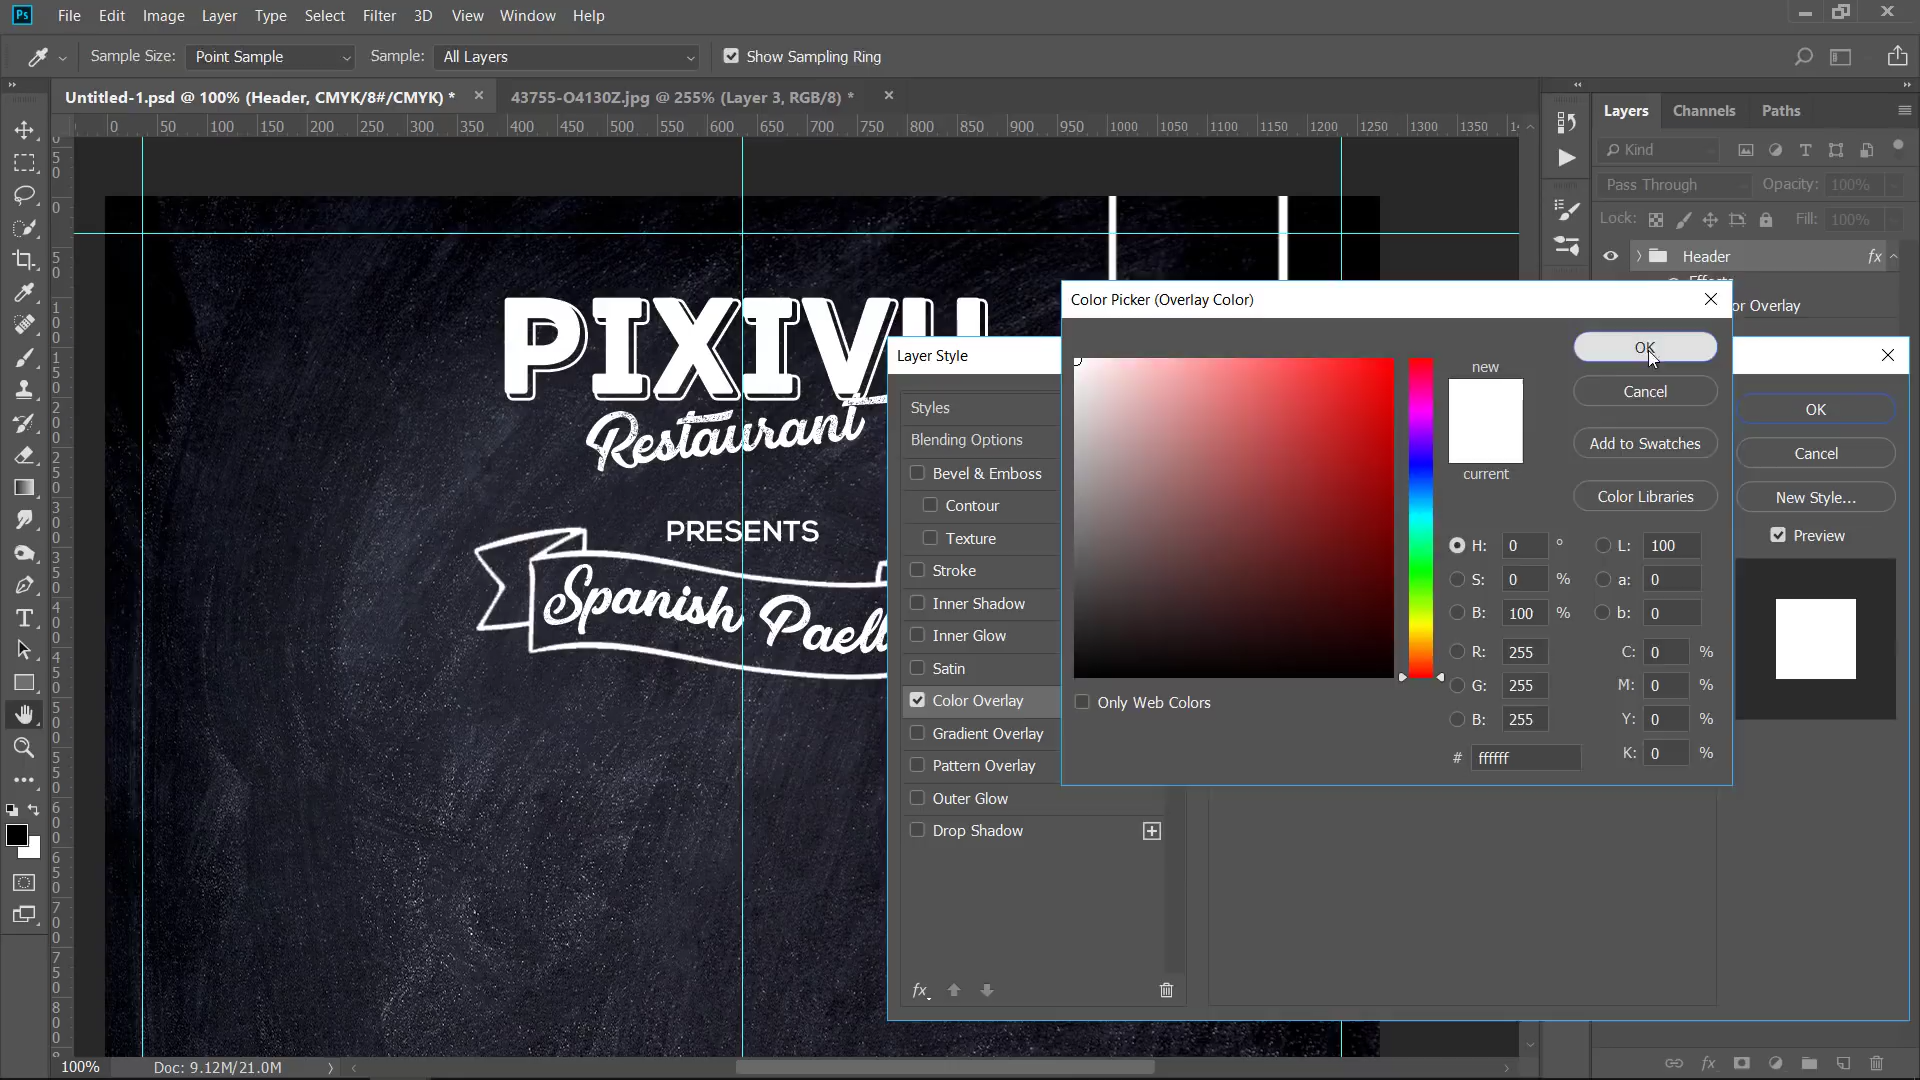 Ps File Edit Image Layer Type Select Filter 3D View Window Help
Sample Size: Point Sample Sample: All Layers Show Sampling Ring
Untitled-1.psd @ 100% (Header, CMYK/8#/CMYK) * 43755-O4130Z.jpg @ 255% (Layer 3, RGB/8) *
0 50 100 150 200 250 300 350 400 450 500 550 600 650 700 750 800 850 900 950 1000 1050 1100 1150 1200 1250 1300 1350
Layers Channels Paths
Kind
Pass Through Opacity: 100%
Lock: Fill: 100%
Header fx
Effects
or Overlay
PIXIVU
Restaurant
PRESENTS
Spanish Paell
Layer Style
Styles
Blending Options
Bevel & Emboss
Contour
Texture
Stroke
Inner Shadow
Inner Glow
Satin
Color Overlay
Gradient Overlay
Pattern Overlay
Outer Glow
Drop Shadow
fx
Color Picker (Overlay Color)
new
current
OK
Cancel
Add to Swatches
Color Libraries
H: 0 ° L: 100
S: 0 % a: 0
B: 100 % b: 0
R: 255 C: 0 %
G: 255 M: 0 %
B: 255 Y: 0 %
# ffffff K: 0 %
Only Web Colors
OK
Cancel
New Style...
Preview
100% Doc: 9.12M/21.0M
fx